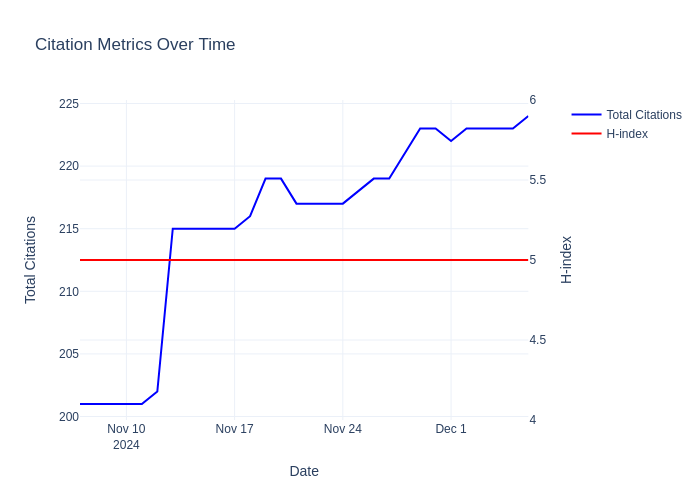 Citation Metrics Over Time
225
220
215
210
205
200
Total Citations
6
5.5
5
4.5
4
H-index
Total Citations
H-index
Nov 10
2024
Nov 17
Nov 24
Dec 1
Date